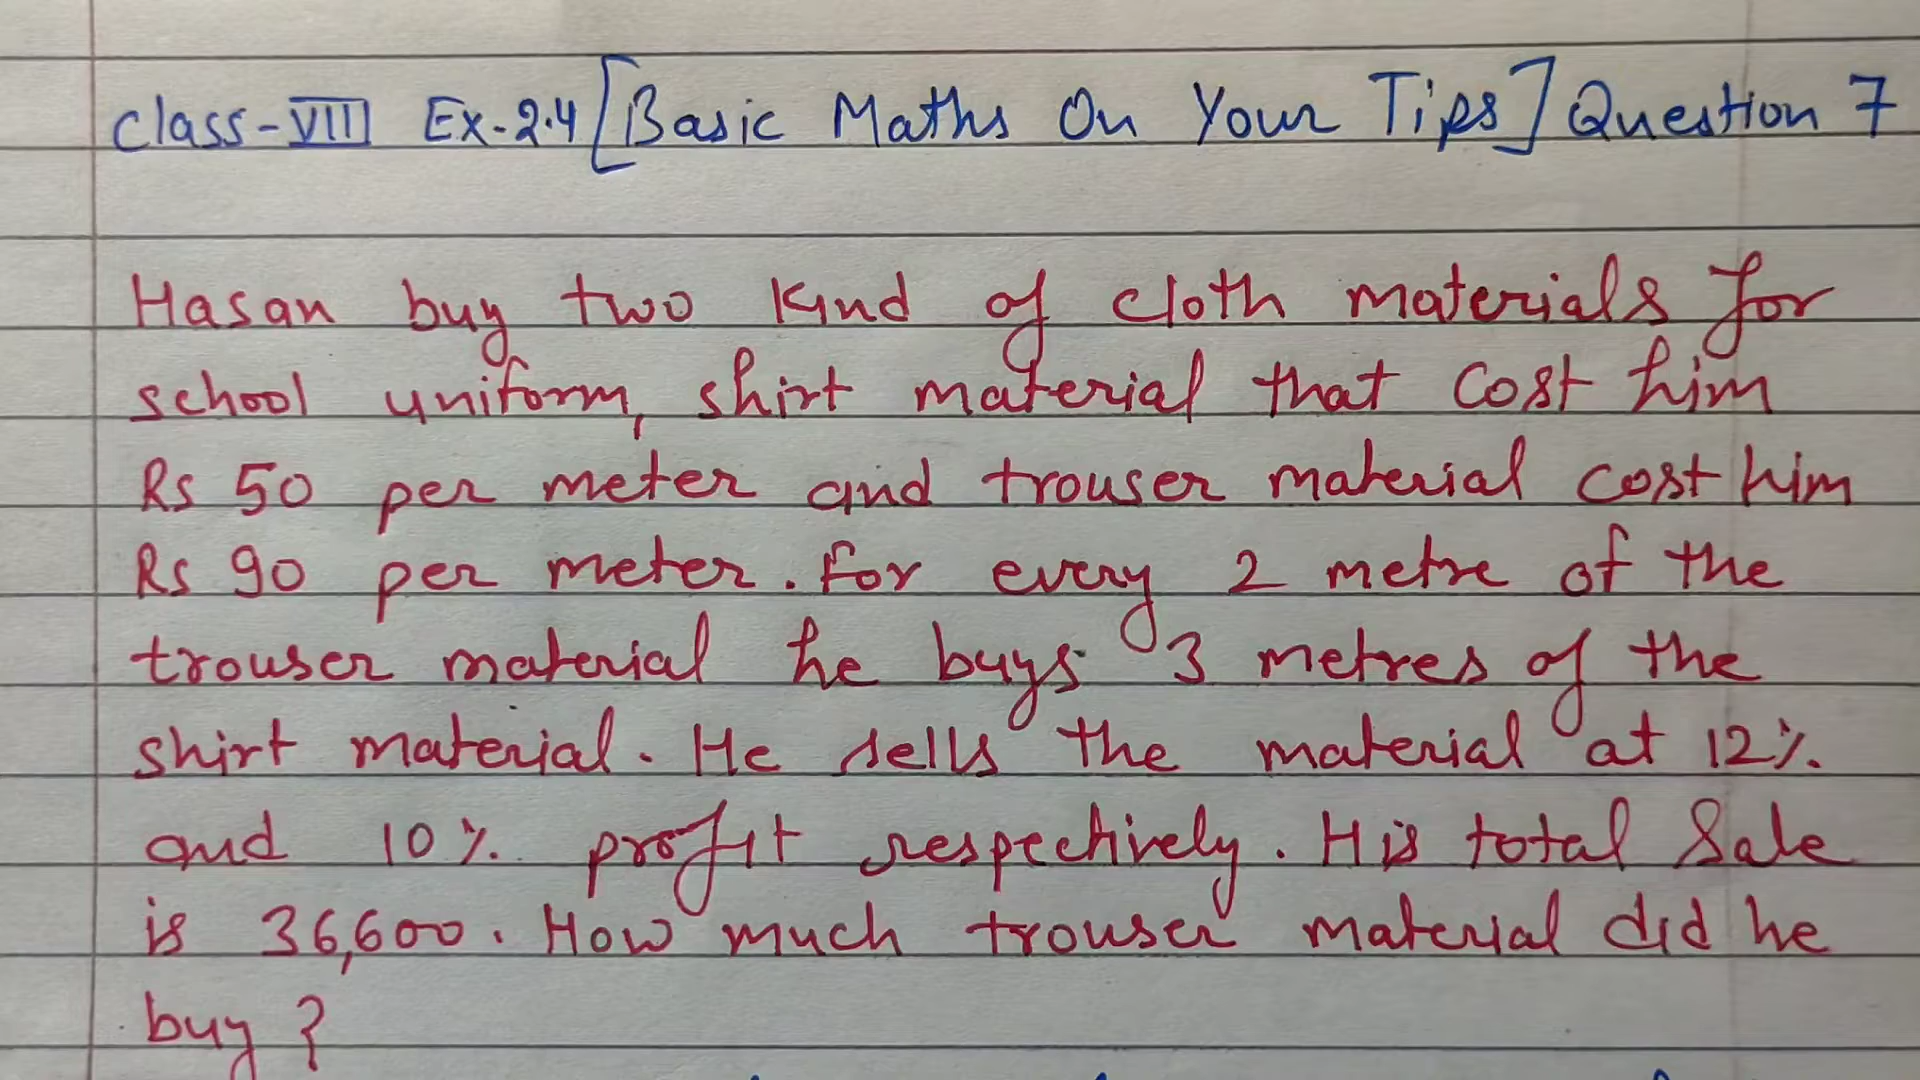 Class-VIII Ex-2.4 [Basic Maths On Your Tips] Question 7
Hasan buy two kind of cloth materials for
school uniform, shirt material that cost him
Rs 50 per meter and trouser material cost him
Rs 90 per meter. for every 2 metre of the
trouser material he buys 3 metres of the
shirt material. He sells the material at 12%
and 10% profit respectively. His total Sale
is 36,600. How much trouser material did he
buy?